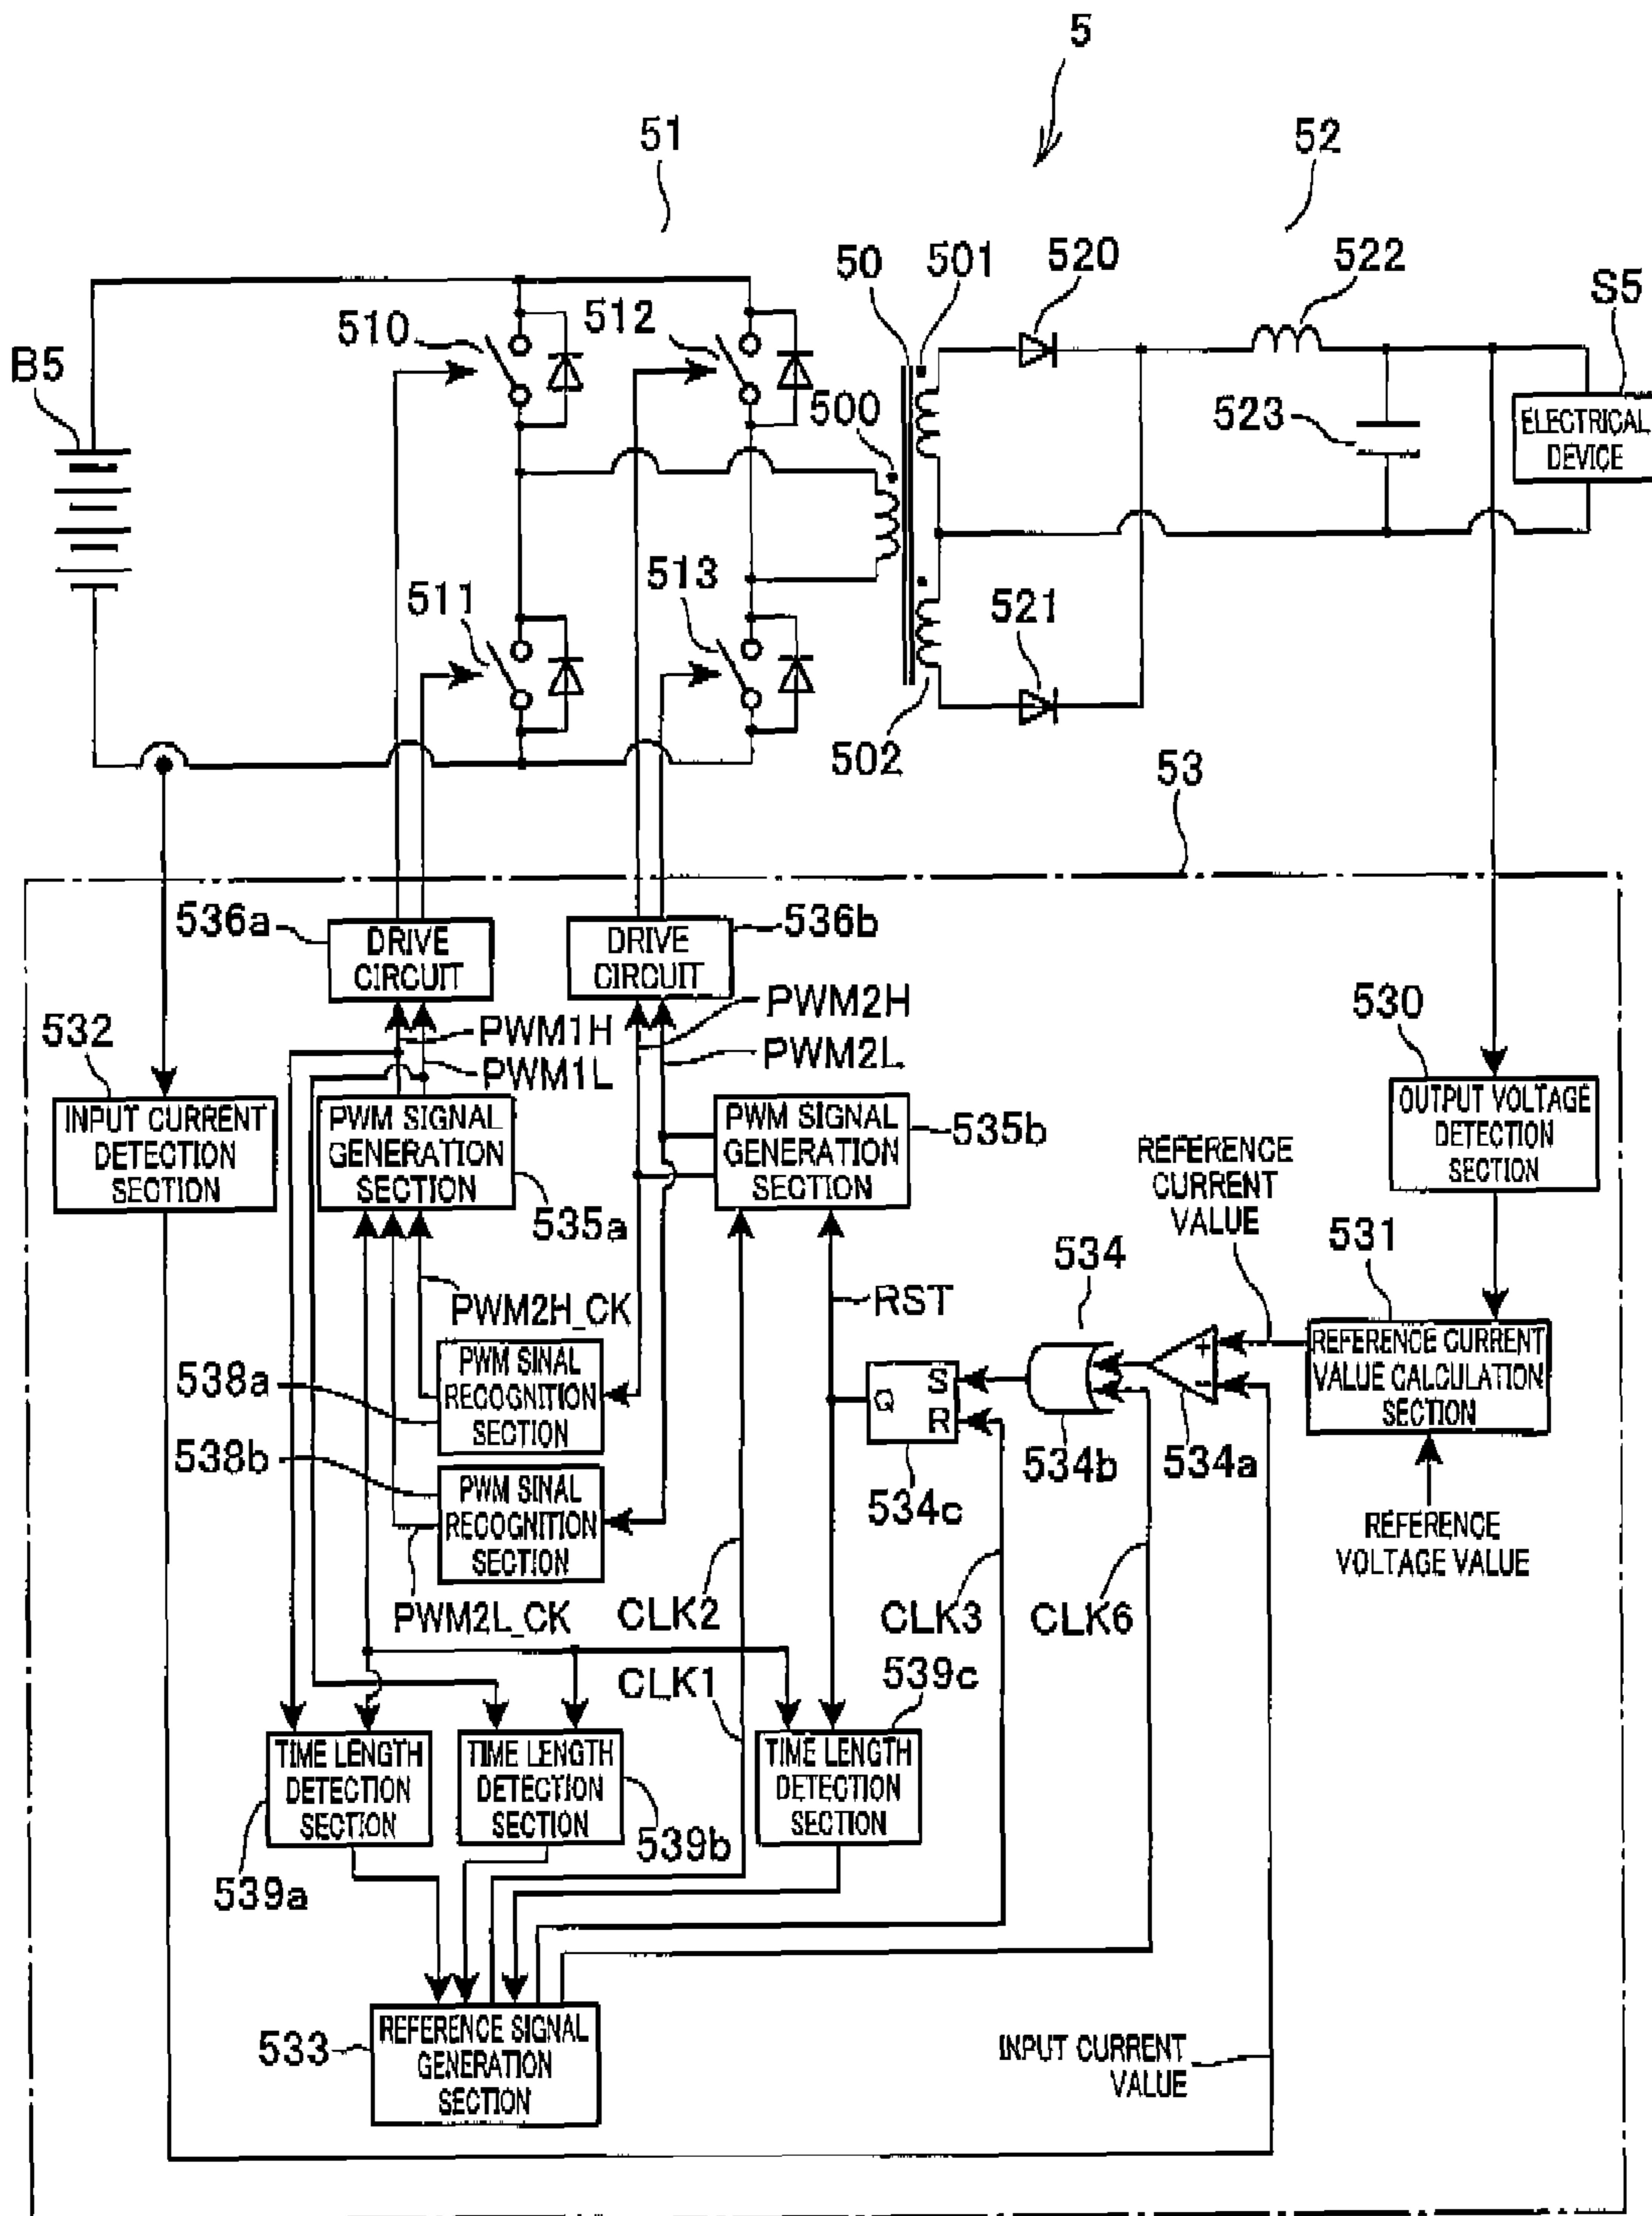 5
51
52
50
501
520
522
S5
510
512
B5
500
523
ELECTRICAL
DEVICE
511
513
521
502
53
536a
DRIVE
CIRCUIT
DRIVE
CIRCUIT
536b
PWM2H
530
532
PWM1H
PWM1L
PWM2L
INPUT CURRENT
DETECTION
SECTION
PWM SIGNAL
GENERATION
SECTION
535a
PWM SIGNAL
GENERATION
SECTION
535b
REFERENCE
CURRENT
VALUE
OUTPUT VOLTAGE
DETECTION
SECTION
531
534
RST
PWM2H_CK
538a
PWM SINAL
RECOGNITION
SECTION
Q
S
R
+
-
REFERENCE CURRENT
VALUE CALCULATION
SECTION
538b
PWM SINAL
RECOGNITION
SECTION
534c
534b
534a
REFERENCE
VOLTAGE VALUE
PWM2L_CK
CLK2
CLK3
CLK6
CLK1
539c
TIME LENGTH
DETECTION
SECTION
TIME LENGTH
DETECTION
SECTION
TIME LENGTH
DETECTION
SECTION
539a
539b
533
REFERENCE SIGNAL
GENERATION
SECTION
INPUT CURRENT
VALUE